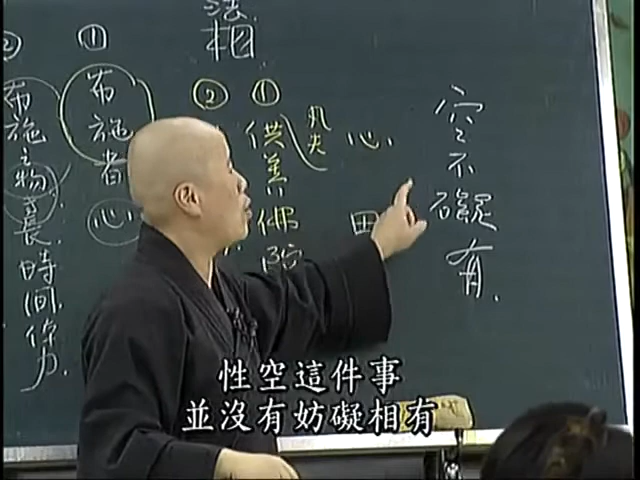 空不礙有.
心.
田
凡夫
①
供養
佛陀
②
法相
①
布施者
心
②
布施
物
長.時間.
性空這件事
並沒有妨礙相有